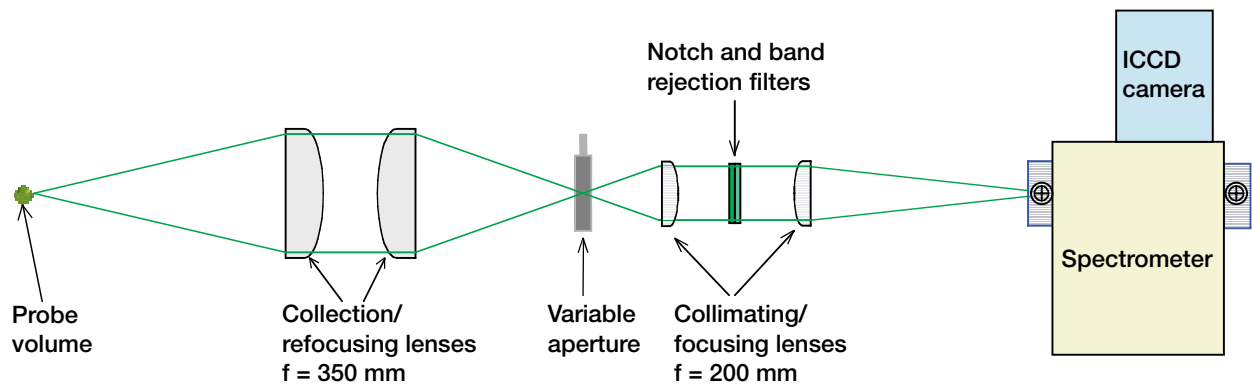 Notch and band
rejection filters
ICCD
camera
Spectrometer
Probe
volume
Collection/
refocusing lenses
f = 350 mm
Variable
aperture
Collimating/
focusing lenses
f = 200 mm